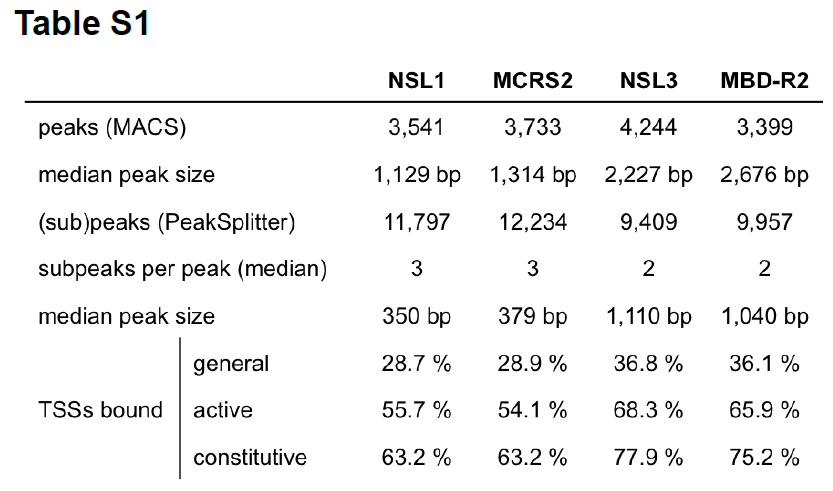 Table S1
NSL1 MCRS2 NSL3 MBD-R2
peaks (MACS) 3,541 3,733 4,244 3,399
median peak size 1,129 bp 1,314 bp 2,227 bp 2,676 bp
(sub)peaks (PeakSplitter) 11,797 12,234 9,409 9,957
subpeaks per peak (median) 3 3 2 2
median peak size 350 bp 379 bp 1,110 bp 1,040 bp
general 28.7 % 28.9 % 36.8 % 36.1 %
TSSs bound active 55.7 % 54.1 % 68.3 % 65.9 %
constitutive 63.2 % 63.2 % 77.9 % 75.2 %